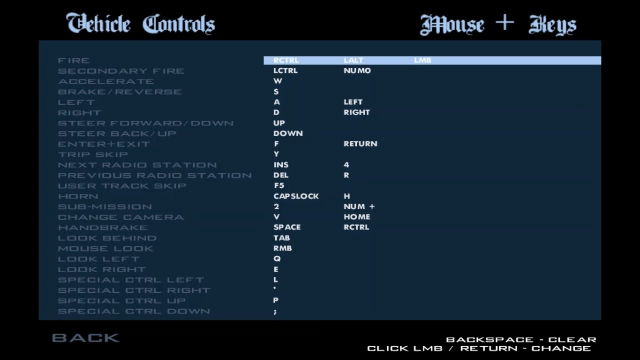 Vehicle Controls Mouse + Keys
FIRE RCTRL LALT LMB
SECONDARY FIRE LCTRL NUM0
ACCELERATE W
BRAKE/REVERSE S
LEFT A LEFT
RIGHT D RIGHT
STEER FORWARD/DOWN UP
STEER BACK/UP DOWN
ENTER+EXIT F RETURN
TRIP SKIP Y
NEXT RADIO STATION INS 4
PREVIOUS RADIO STATION DEL R
USER TRACK SKIP F5
HORN CAPSLOCK H
SUB-MISSION 2 NUM +
CHANGE CAMERA V HOME
HANDBRAKE SPACE RCTRL
LOOK BEHIND TAB
MOUSE LOOK RMB
LOOK LEFT Q
LOOK RIGHT E
SPECIAL CTRL LEFT L
SPECIAL CTRL RIGHT "
SPECIAL CTRL UP P
SPECIAL CTRL DOWN ;
BACK
BACKSPACE - CLEAR
CLICK LMB / RETURN - CHANGE